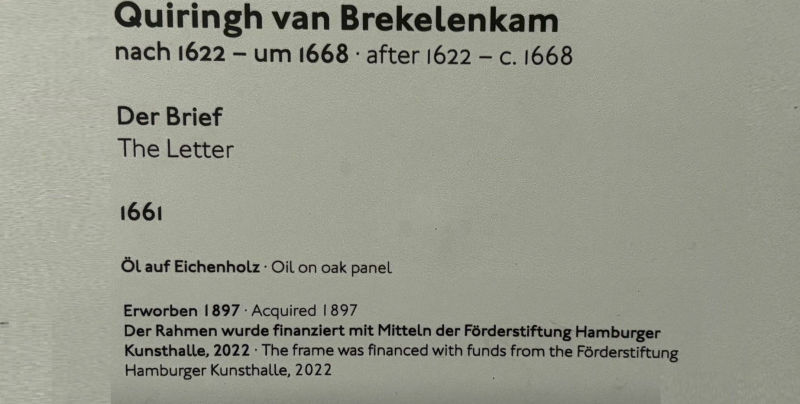 Quiringh van Brekelenkam
nach 1622 – um 1668 · after 1622 – c. 1668
Der Brief
The Letter
1661
Öl auf Eichenholz · Oil on oak panel
Erworben 1897 · Acquired 1897
Der Rahmen wurde finanziert mit Mitteln der Förderstiftung Hamburger
Kunsthalle, 2022 · The frame was financed with funds from the Förderstiftung
Hamburger Kunsthalle, 2022